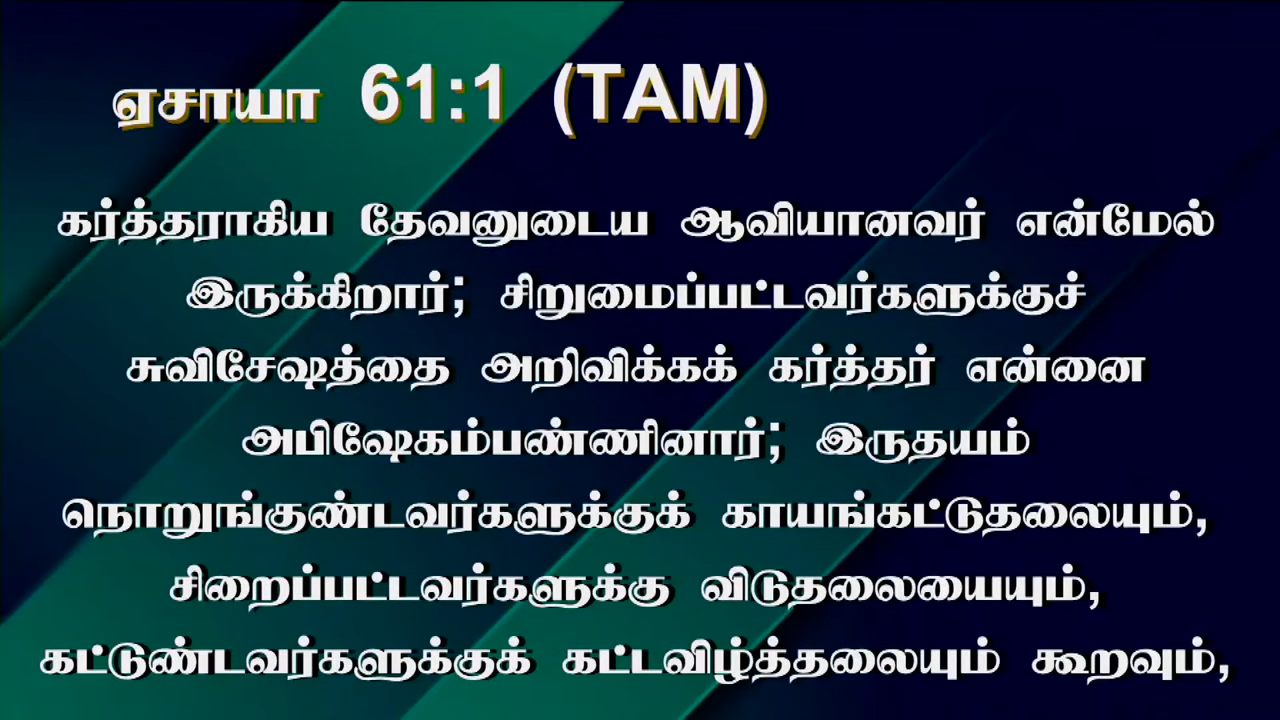 ஏசாயா 61:1 (TAM)
கர்த்தராகிய தேவனுடைய ஆவியானவர் என்மேல்
இருக்கிறார்; சிறுமைப்பட்டவர்களுக்குச்
சுவிசேஷத்தை அறிவிக்கக் கர்த்தர் என்னை
அபிஷேகம்பண்ணினார்; இருதயம்
நொறுங்குண்டவர்களுக்குக் காயங்கட்டுதலையும்,
சிறைப்பட்டவர்களுக்கு விடுதலையையும்,
கட்டுண்டவர்களுக்குக் கட்டவிழ்த்தலையும் கூறவும்,